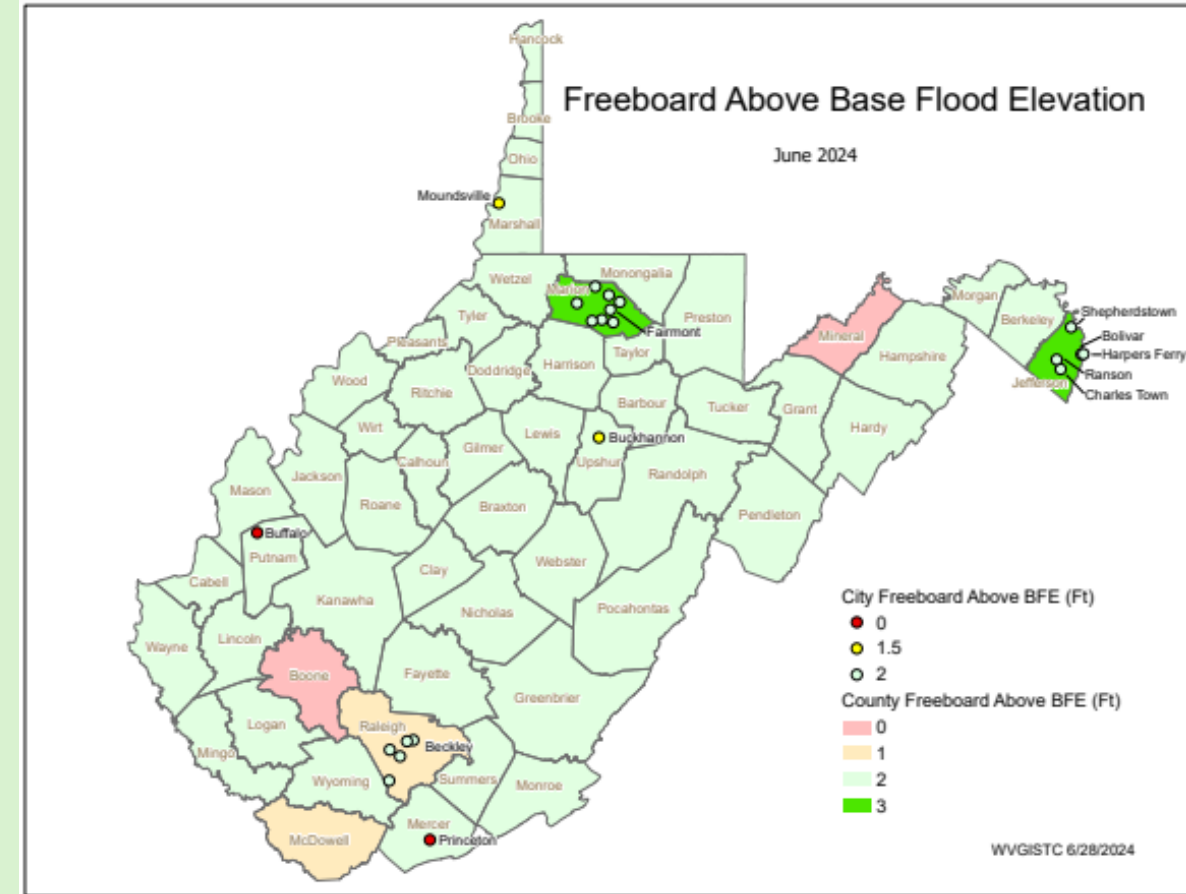 Hancock
Freeboard Above Base Flood Elevation
Brooke
June 2024
Ohio
Moundsville
Marshall
Wetzel
Monongalia
Marion
Morgan
Berkeley
Shepherdstown
Tyler
Preston
Fairmont
Mineral
Bolivar
Pleasants
Harpers Ferry
Taylor
Hampshire
Harrison
Doddridge
Ranson
Wood
Jefferson
Ritchie
Charles Town
Barbour
Tucker
Grant
Wirt
Hardy
Lewis
Buckhannon
Gilmer
Calhoun
Upshur
Randolph
Jackson
Mason
Roane
Braxton
Pendleton
Buffalo
Putnam
Webster
Clay
Cabell
Kanawha
City Freeboard Above BFE (Ft)
Nicholas
Pocahontas
0
Lincoln
Wayne
1.5
2
Boone
Fayette
Greenbrier
County Freeboard Above BFE (Ft)
Logan
Raleigh
0
Beckley
Mingo
1
Wyoming
Summers
Monroe
2
3
Mercer
McDowell
Princeton
WVGISTC 6/28/2024